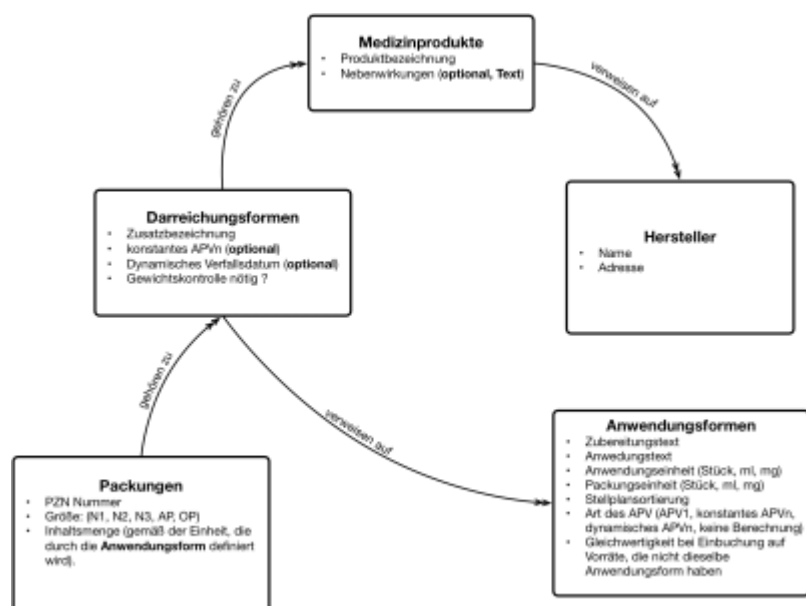 Medizinprodukte
• Produktbezeichnung
• Nebenwirkungen (optional, Text)
gehören zu
verweisen auf
Darreichungsformen
• Zusatzbezeichnung
• konstantes APVn (optional)
• Dynamisches Verfallsdatum (optional)
• Gewichtskontrolle nötig ?
Hersteller
• Name
• Adresse
gehören zu
verweisen auf
Packungen
• PZN Nummer
• Größe: (N1, N2, N3, AP, OP)
• Inhaltsmenge (gemäß der Einheit, die
durch die Anwendungsform definiert
wird).
Anwendungsformen
• Zubereitungstext
• Anwedungstext
• Anwendungseinheit (Stück, ml, mg)
• Packungseinheit (Stück, ml, mg)
• Stellplansortierung
• Art des APV (APV1, konstantes APVn,
dynamisches APVn, keine Berechnung)
• Gleichwertigkeit bei Einbuchung auf
Vorräte, die nicht dieselbe
Anwendungsform haben